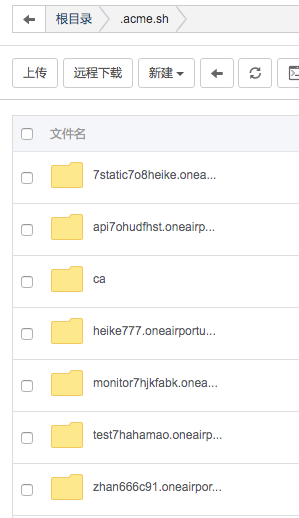 根目录 .acme.sh
上传 远程下载 新建
文件名
7static7o8heike.onea...
api7ohudfhst.oneairp...
ca
heike777.oneairportu...
monitor7hjkfabk.onea...
test7hahamao.oneairp...
zhan666c91.oneairpor...